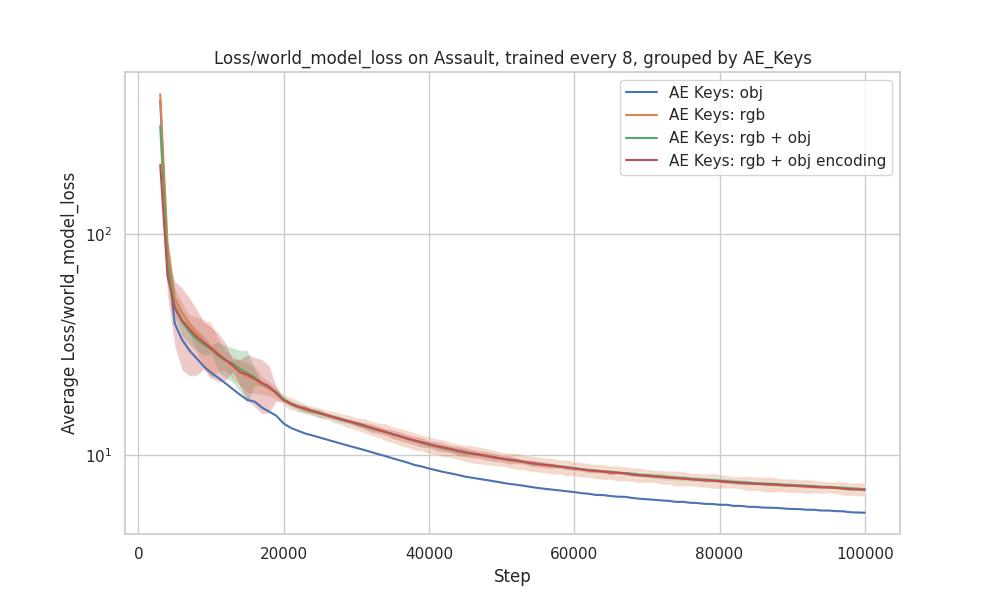 Loss/world_model_loss on Assault, trained every 8, grouped by AE_Keys
AE Keys: obj
AE Keys: rgb
AE Keys: rgb + obj
AE Keys: rgb + obj encoding
Average Loss/world_model_loss
10²
10¹
0
20000
40000
60000
80000
100000
Step